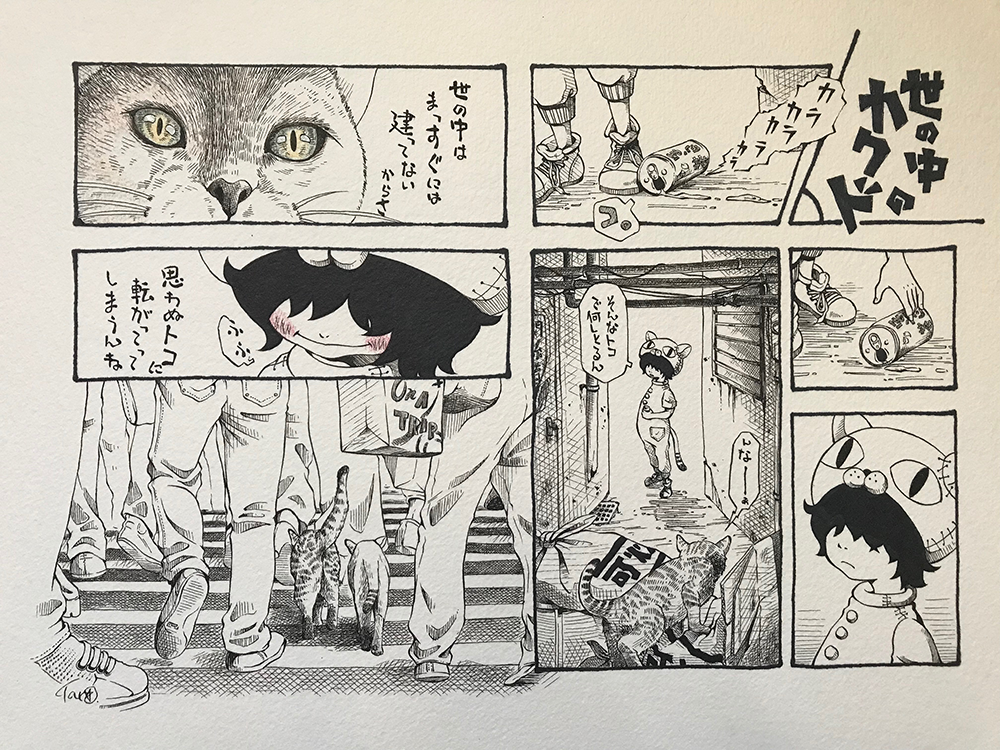 世の中
の
カクド
カラ
カラ
カラ
カラ
コ。
そんなトコ
で何しとるん
んなーーぉ
世の中は
まっすぐには
建ってない
からさ
思わぬトコに
転がってって
しまうんね
ふふっ
ON A
TRIP